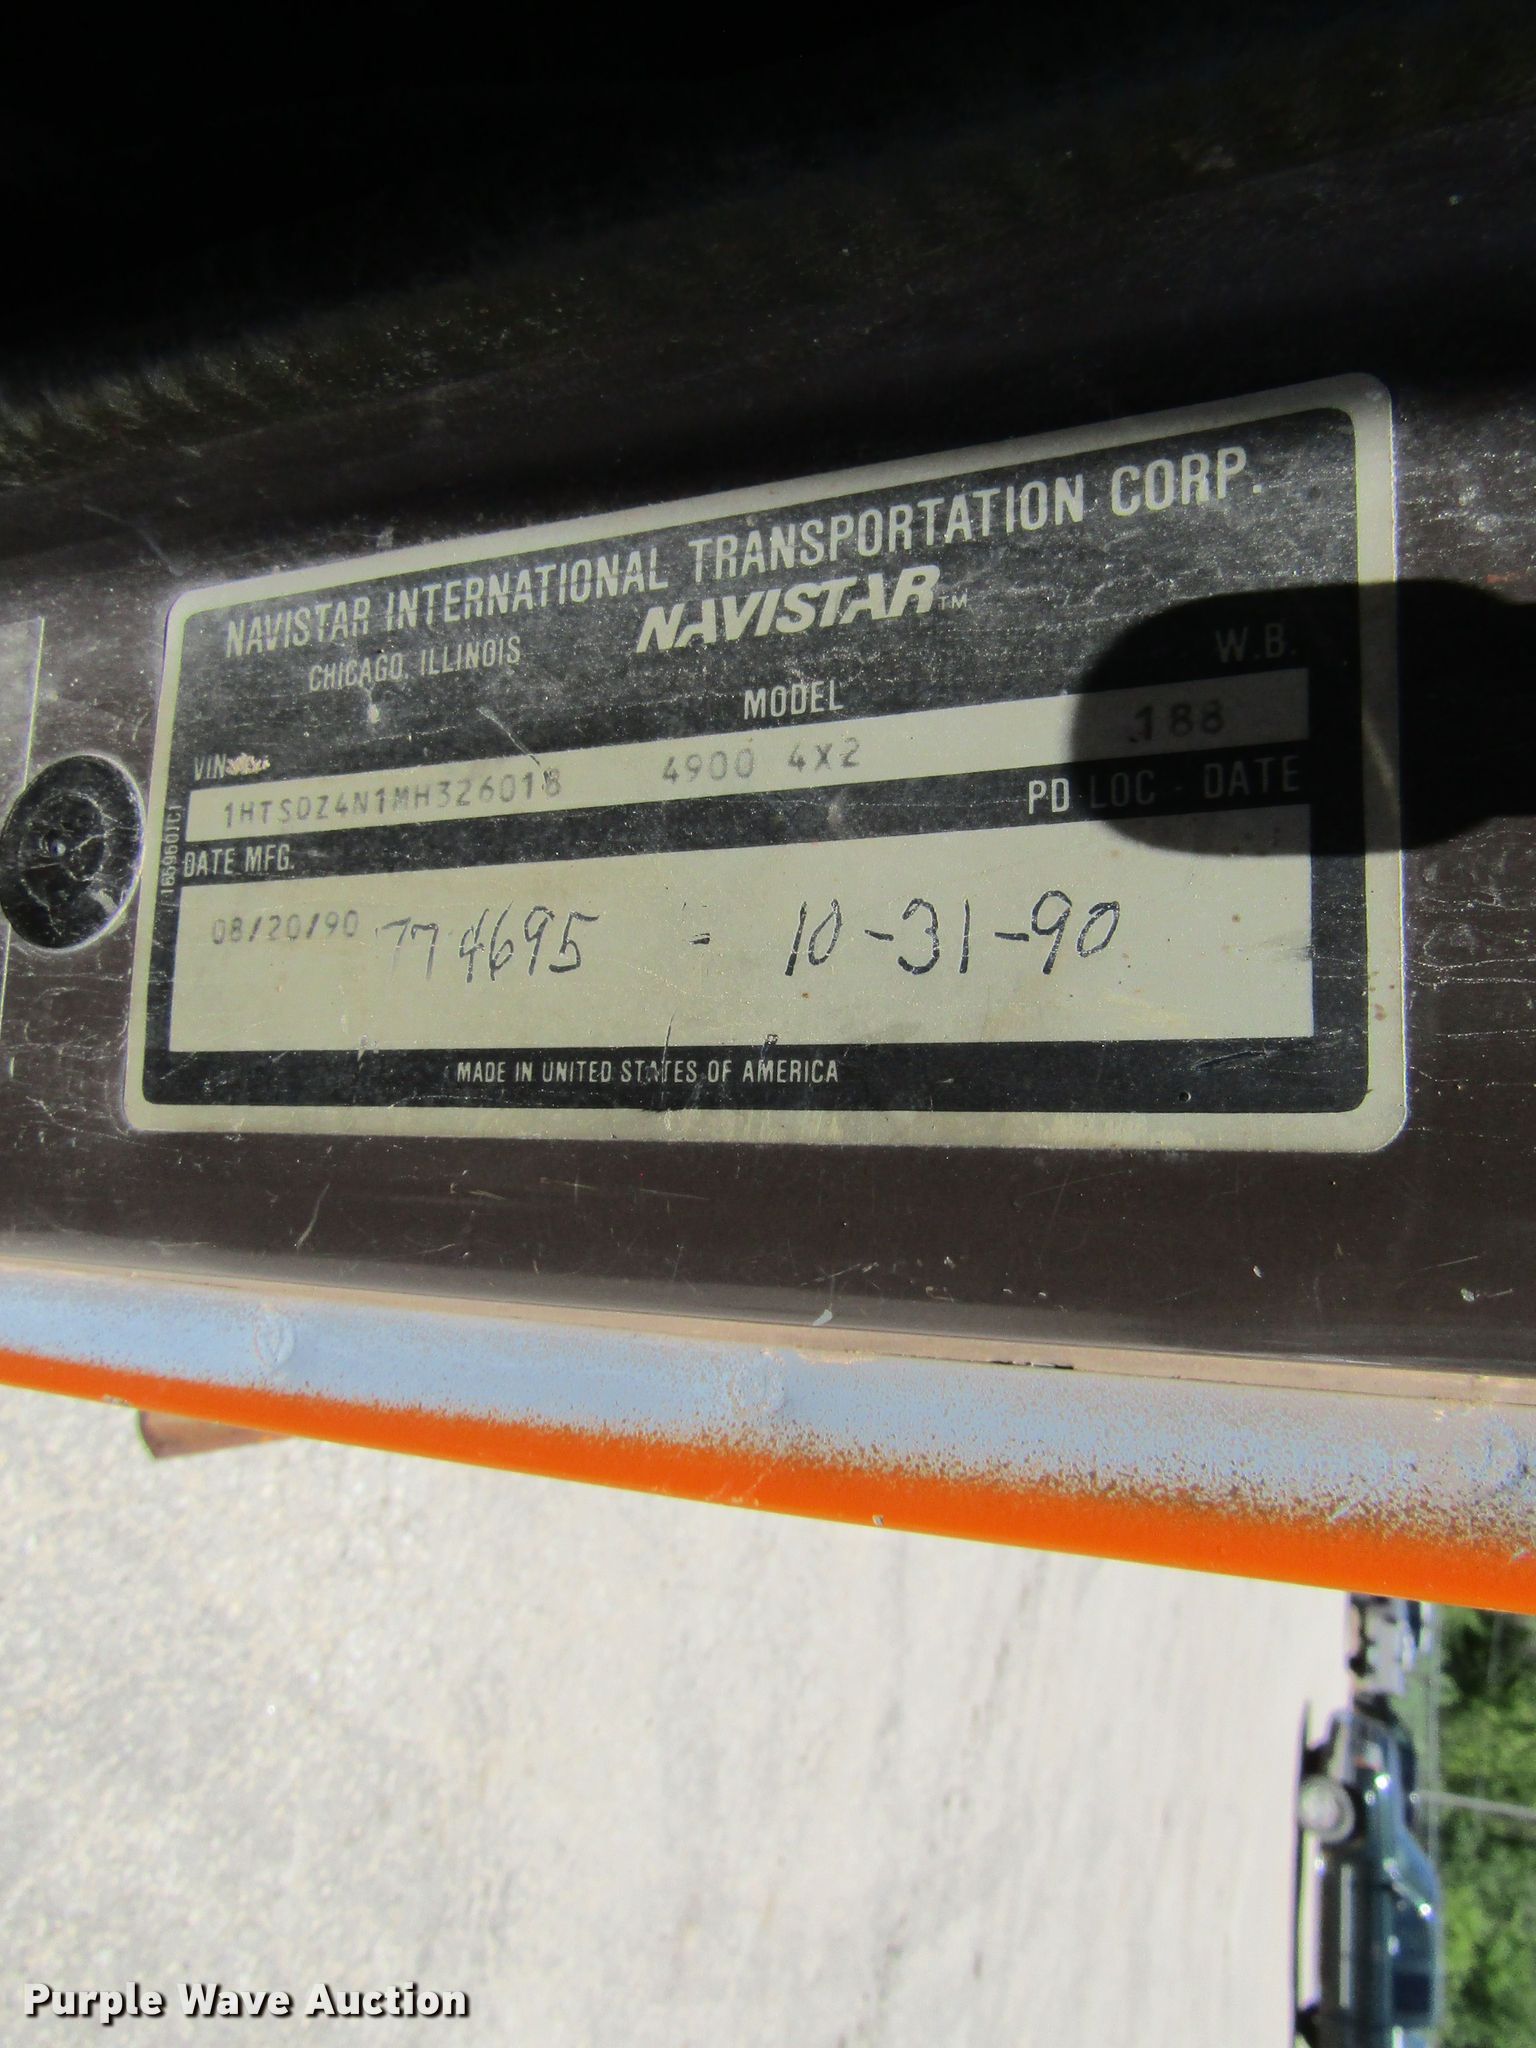 NAVISTAR INTERNATIONAL TRANSPORTATION CORP.
CHICAGO, ILLINOIS NAVISTAR™
VIN MODEL W.B.
1HTSDZ4N1MH326018 4900 4X2 188
DATE MFG. PD LOC - DATE
08/20/90 774695 - 10-31-90
MADE IN UNITED STATES OF AMERICA
Purple Wave Auction